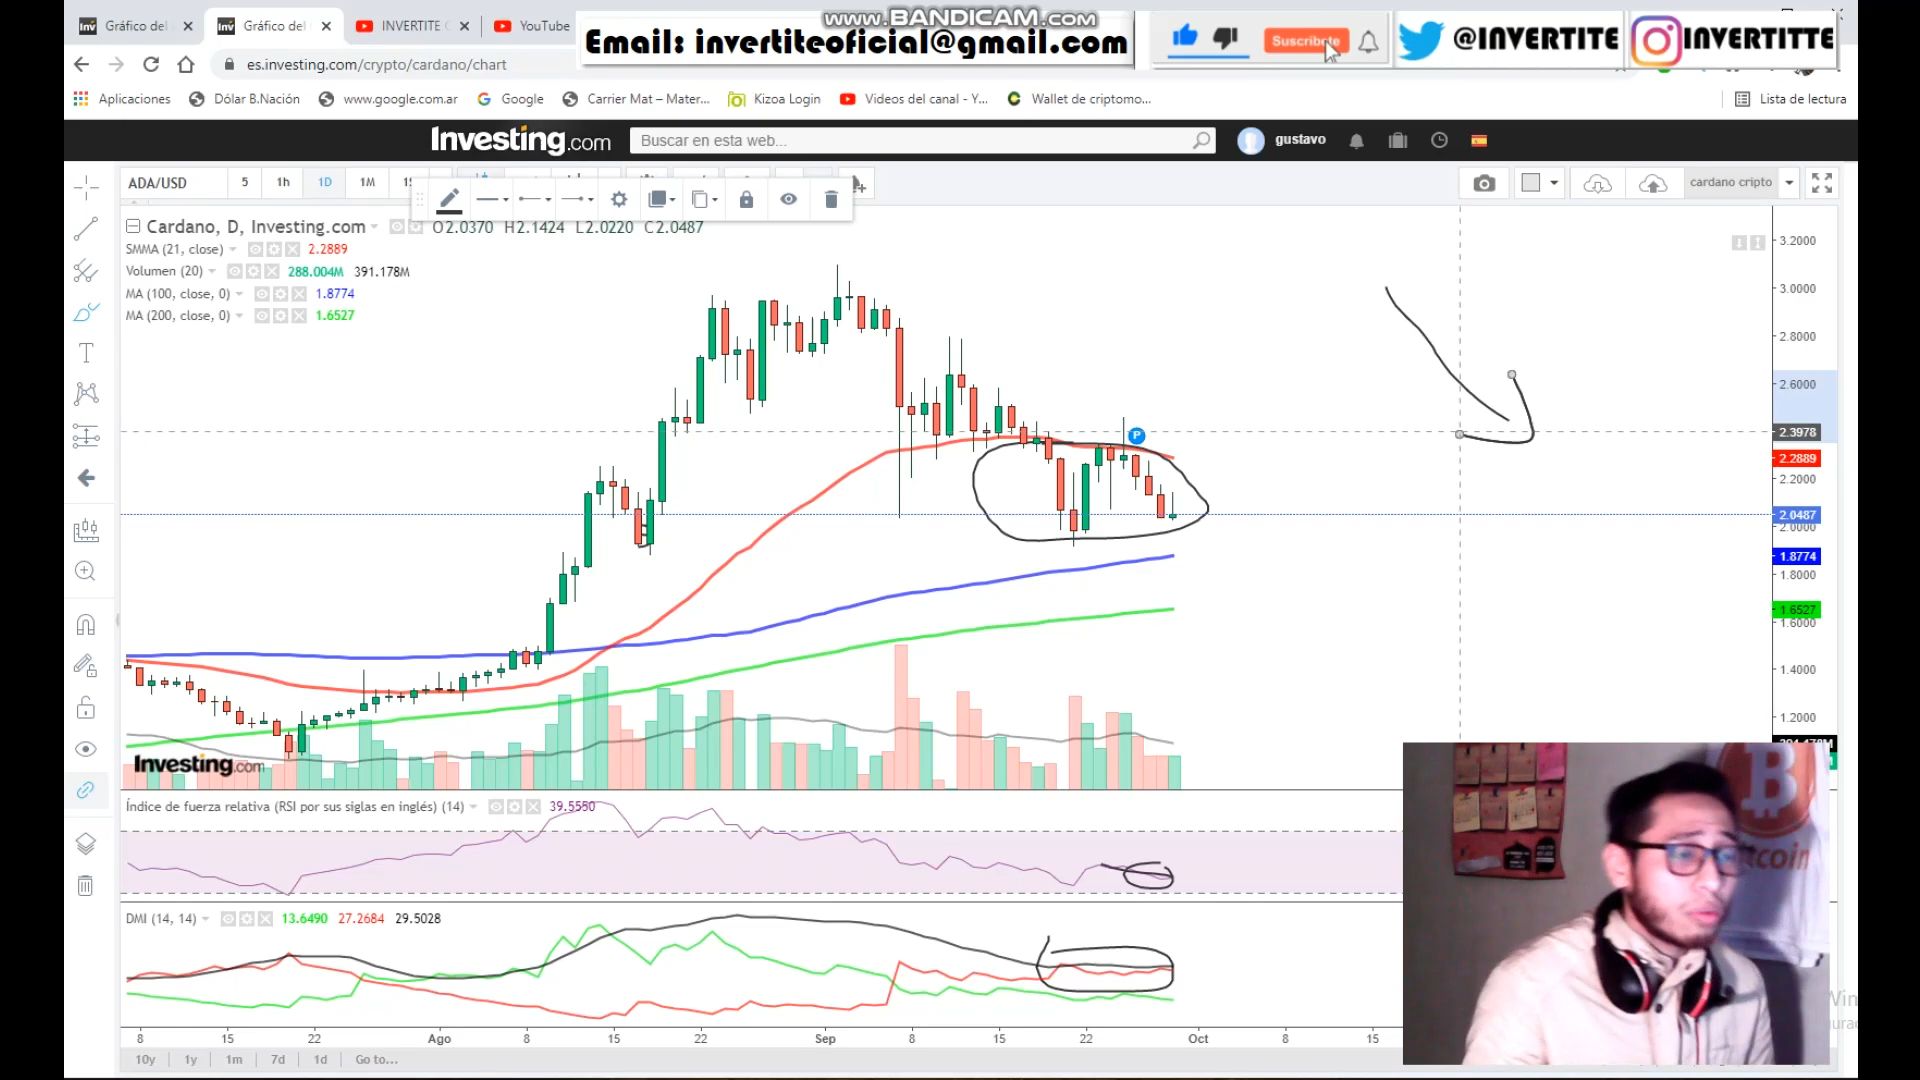 www.BANDICAM.com
Gráfico del
Gráfico del
INVERTITE C
YouTube
Email: invertiteoficial@gmail.com
Suscribete
@INVERTITE
INVERTITTE
es.investing.com/crypto/cardano/chart
Aplicaciones
Dólar B.Nación
www.google.com.ar
Google
Carrier Mat – Mater...
Kizoa Login
Videos del canal - Y...
Wallet de criptomo...
Lista de lectura
Investing.com
Buscar en esta web...
gustavo
ADA/USD
5
1h
1D
1M
cardano cripto
Cardano, D, Investing.com
O2.0370 H2.1424 L2.0220 C2.0487
SMMA (21, close) 2.2889
Volumen (20) 288.004M 391.178M
MA (100, close, 0) 1.8774
MA (200, close, 0) 1.6527
P
3.2000
3.0000
2.8000
2.6000
2.3978
2.2889
2.2000
2.0487
2.0000
1.8774
1.8000
1.6527
1.6000
1.4000
1.2000
Investing.com
Índice de fuerza relativa (RSI por sus siglas en inglés) (14) 39.5550
DMI (14, 14) 13.6490 27.2684 29.5028
8 15 22 Ago 8 15 22 Sep 8 15 22 Oct 8 15
10y 1y 1m 7d 1d Go to...